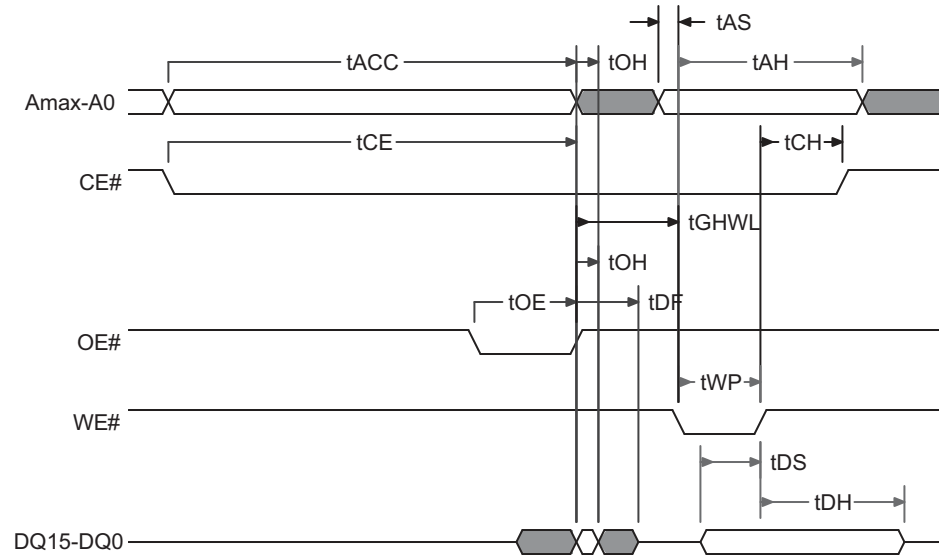 tAS
tACC
tOH
tAH
Amax-A0
tCE
tCH
CE#
tGHWL
tOH
tOE
tDF
OE#
tWP
WE#
tDS
tDH
DQ15-DQ0